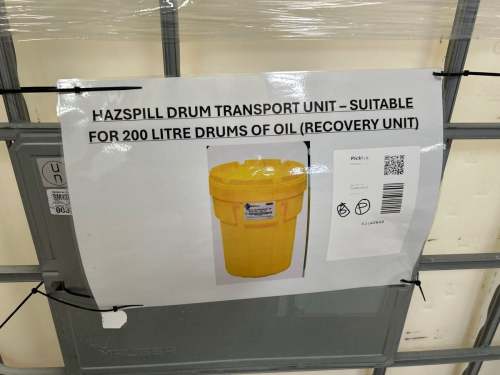 HAZSPILL DRUM TRANSPORT UNIT – SUITABLE
FOR 200 LITRE DRUMS OF OIL (RECOVERY UNIT)
B P
u
n